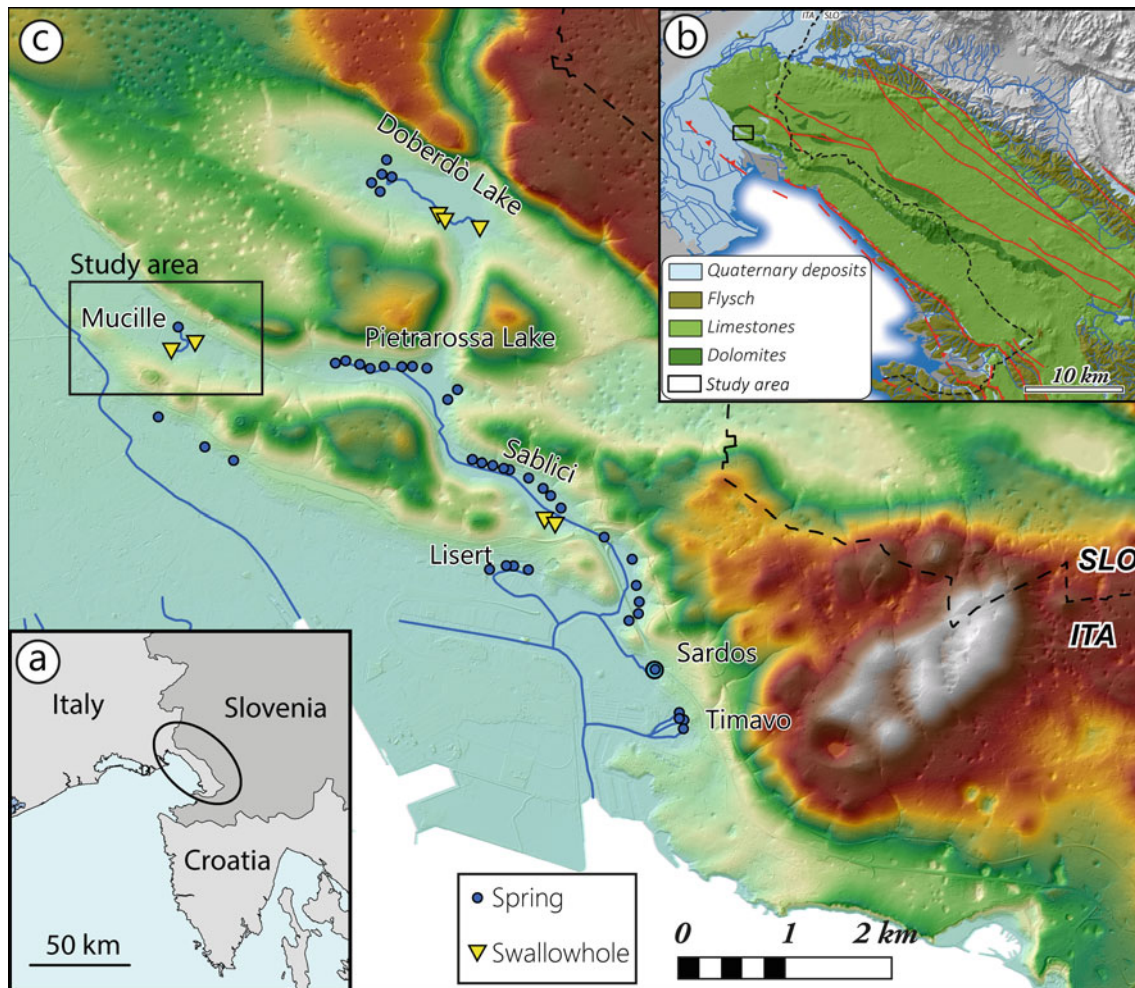 c
Doberdò Lake
Study area
Mucille
Pietrarossa Lake
Sablici
Lisert
Sardos
Timavo
SLO
ITA
b
ITA SLO
Quaternary deposits
Flysch
Limestones
Dolomites
Study area
10 km
a
Italy
Slovenia
Croatia
50 km
Spring
Swallowhole
0 1 2 km